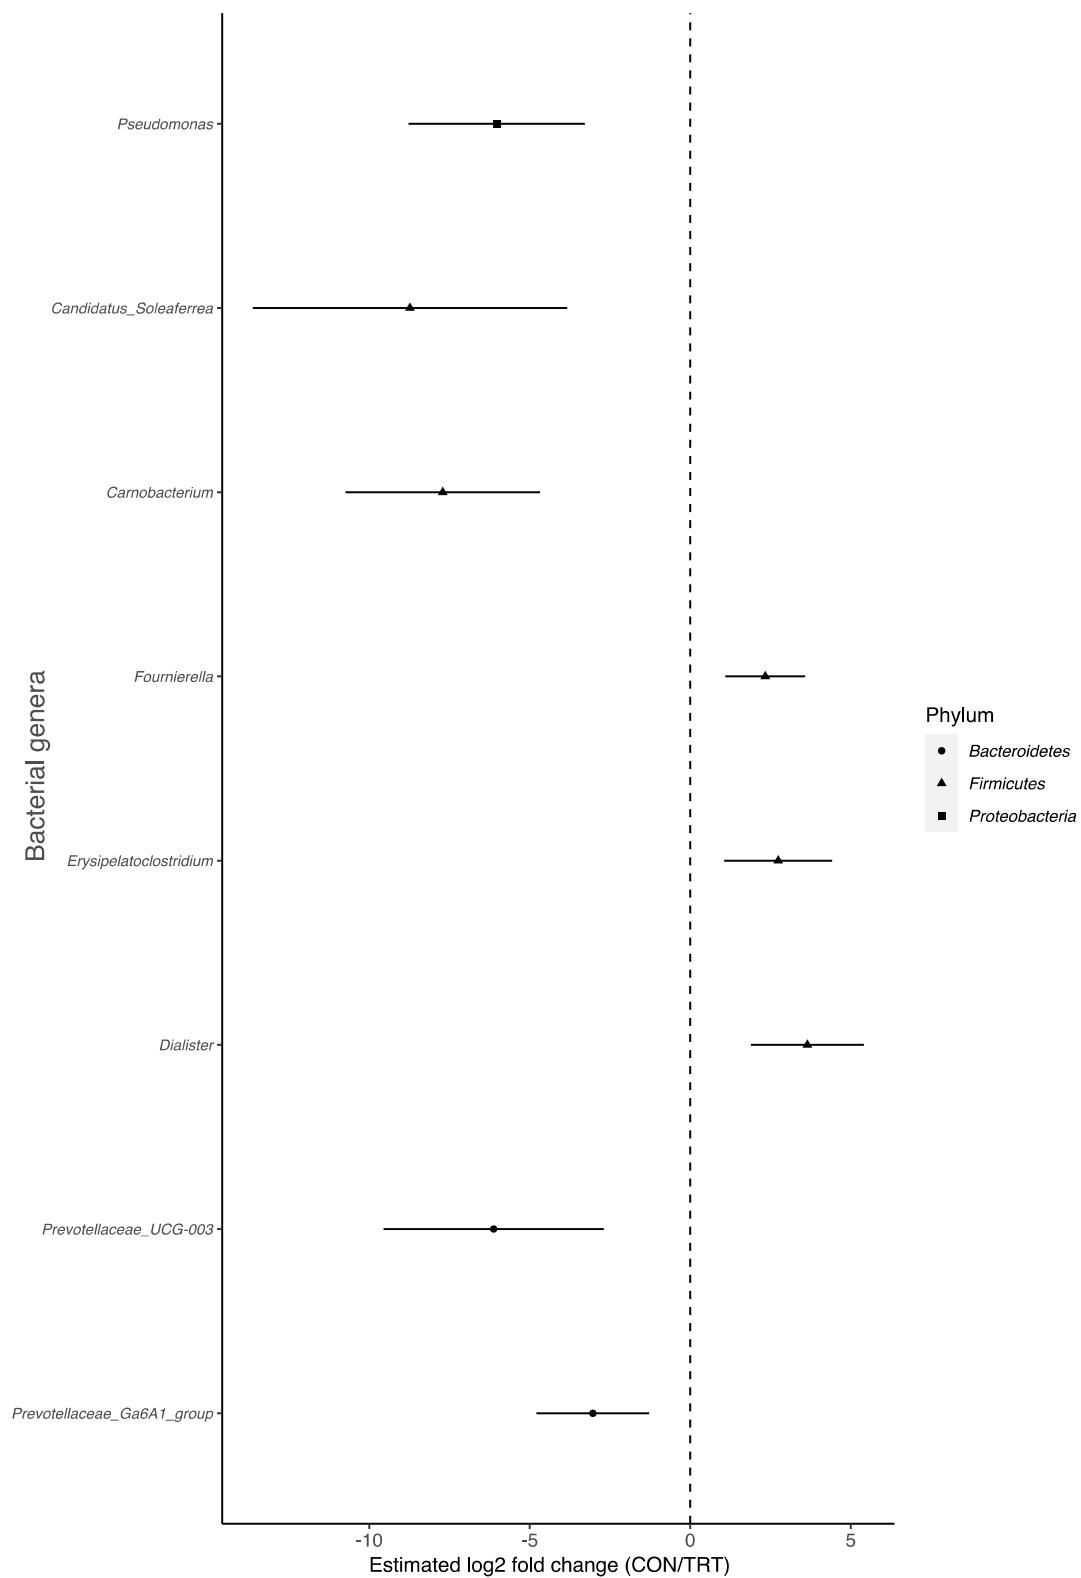 Pseudomonas
Candidatus_Soleaferrea
Carnobacterium
Fournierella
Erysipelatoclostridium
Dialister
Prevotellaceae_UCG-003
Prevotellaceae_Ga6A1_group
Bacterial genera
-10 -5 0 5
Estimated log2 fold change (CON/TRT)
Phylum
Bacteroidetes
Firmicutes
Proteobacteria